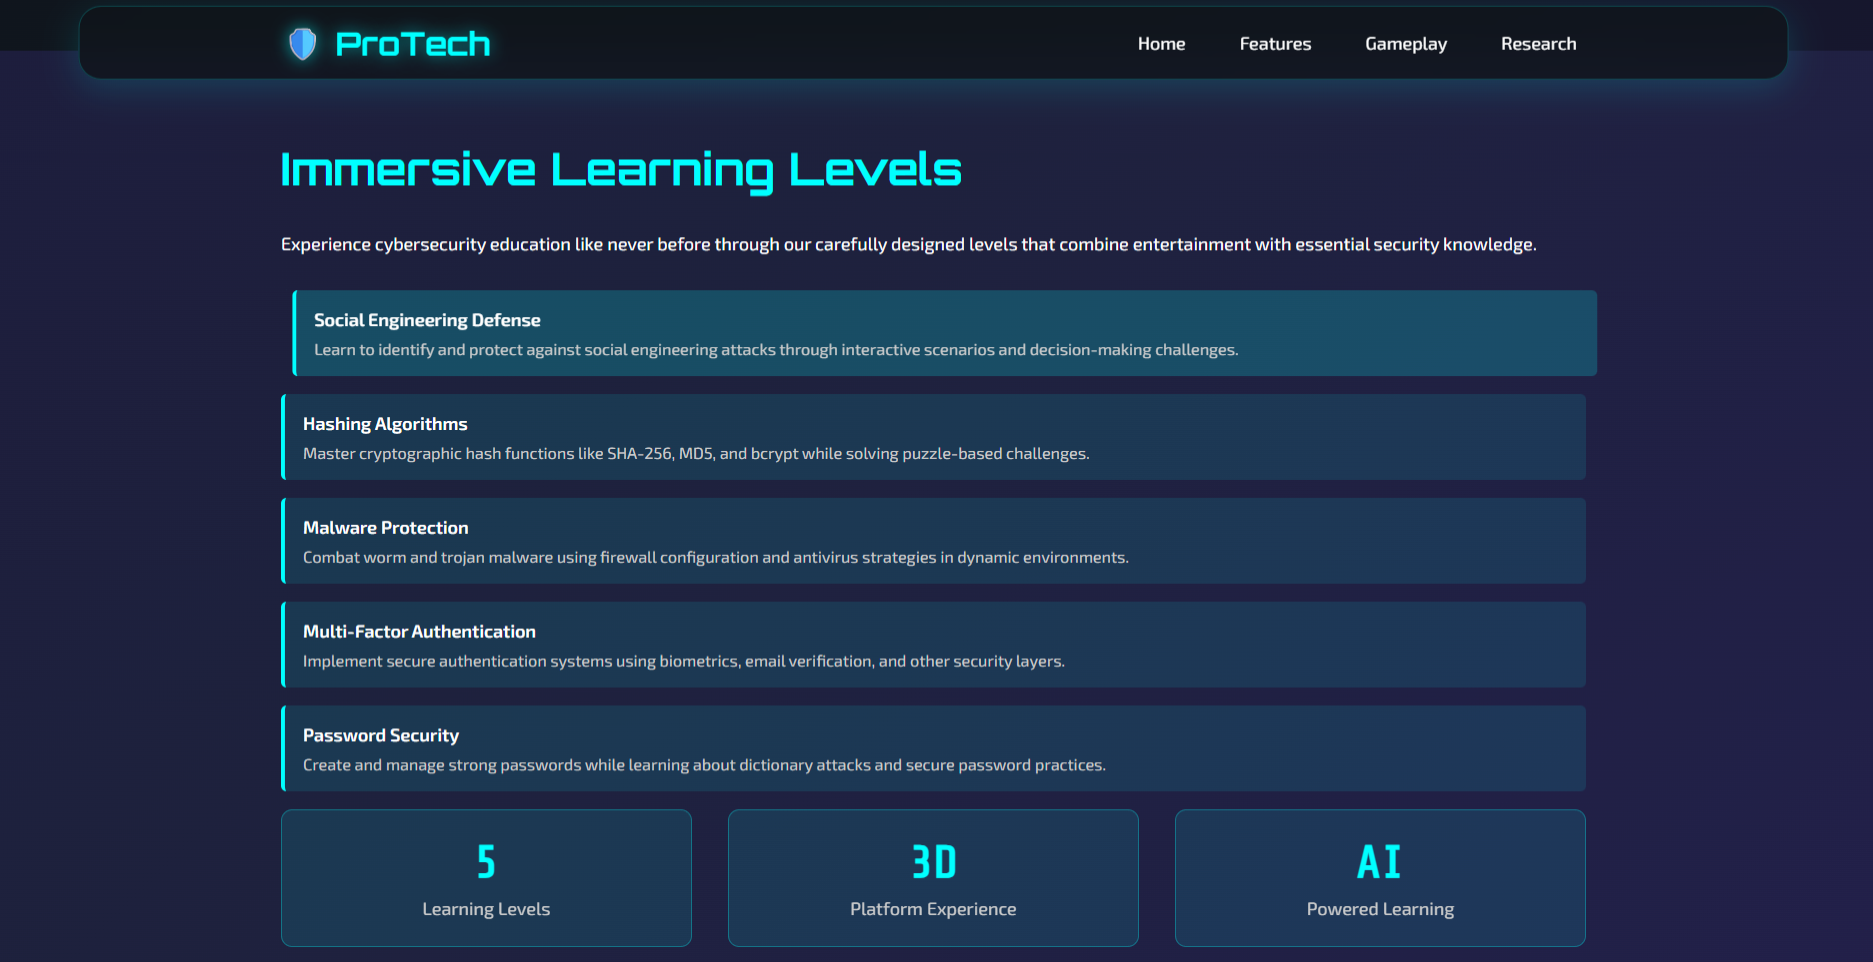 ProTech
Home
Features
Gameplay
Research
Immersive Learning Levels
Experience cybersecurity education like never before through our carefully designed levels that combine entertainment with essential security knowledge.
Social Engineering Defense
Learn to identify and protect against social engineering attacks through interactive scenarios and decision-making challenges.
Hashing Algorithms
Master cryptographic hash functions like SHA-256, MD5, and bcrypt while solving puzzle-based challenges.
Malware Protection
Combat worm and trojan malware using firewall configuration and antivirus strategies in dynamic environments.
Multi-Factor Authentication
Implement secure authentication systems using biometrics, email verification, and other security layers.
Password Security
Create and manage strong passwords while learning about dictionary attacks and secure password practices.
5
Learning Levels
3D
Platform Experience
AI
Powered Learning